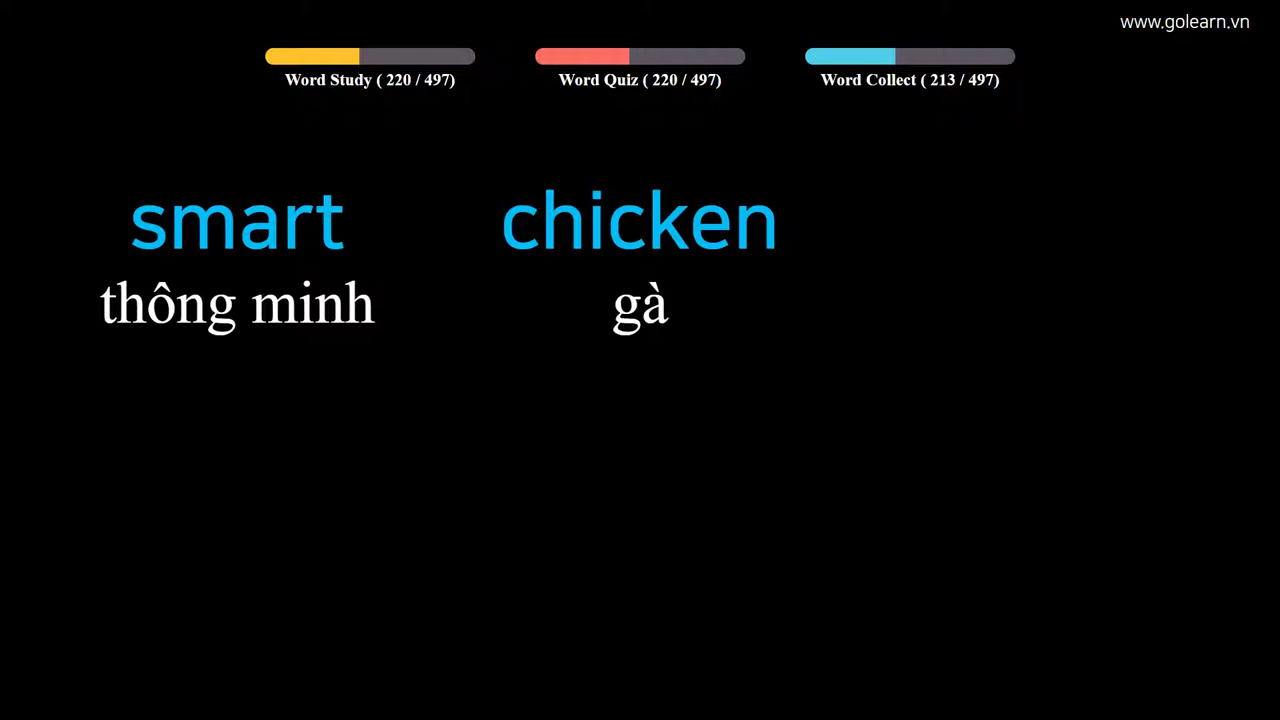 www.golearn.vn
Word Study ( 220 / 497)
Word Quiz ( 220 / 497)
Word Collect ( 213 / 497)
smart
thông minh
chicken
gà